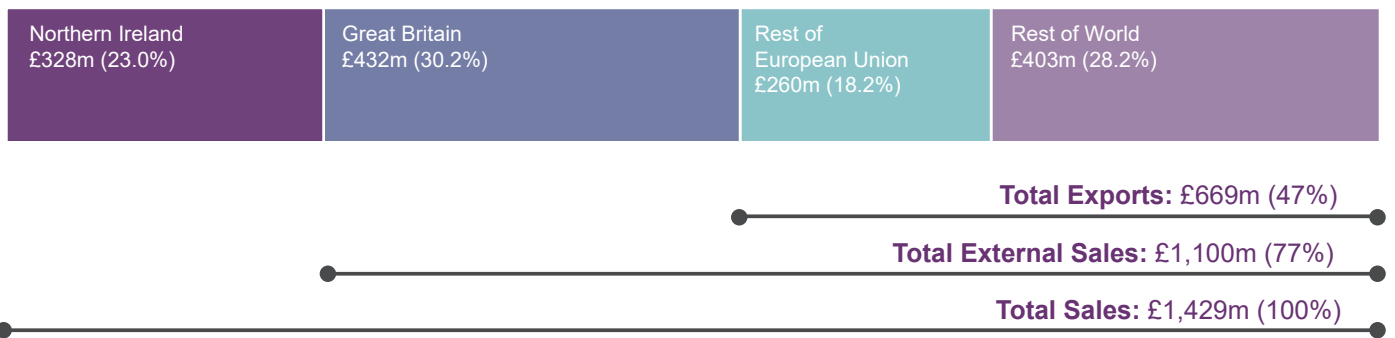 Northern Ireland
£328m (23.0%)
Great Britain
£432m (30.2%)
Rest of
European Union
£260m (18.2%)
Rest of World
£403m (28.2%)
Total Exports: £669m (47%)
Total External Sales: £1,100m (77%)
Total Sales: £1,429m (100%)